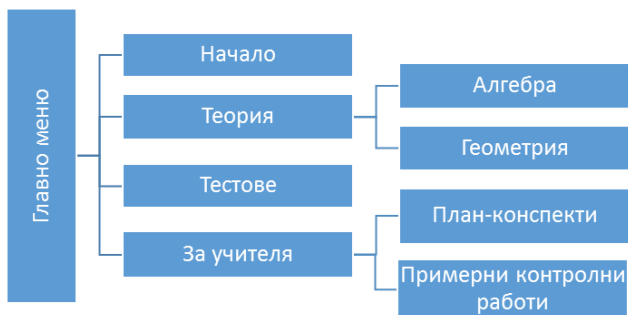 Главно меню
Начало
Теория
Алгебра
Геометрия
Тестове
За учителя
План-конспекти
Примерни контролни
работи